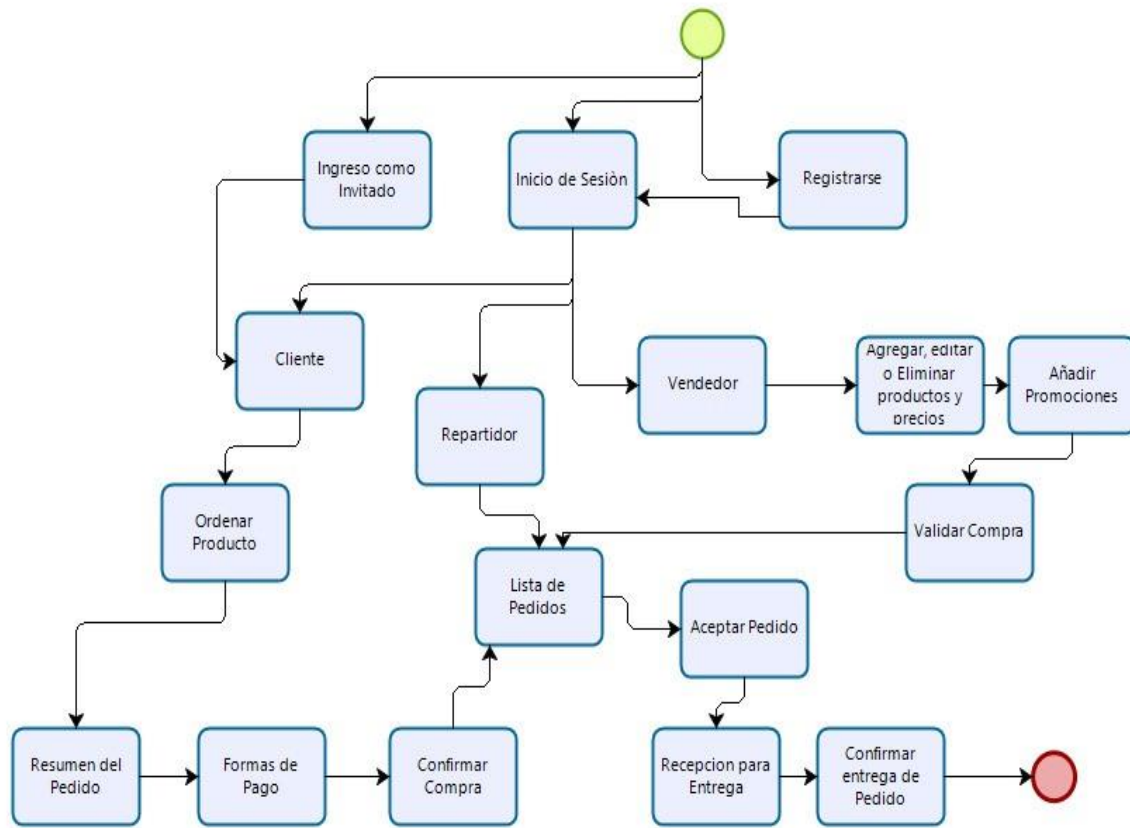 Ingreso como
Invitado
Inicio de Sesiòn
Registrarse
Cliente
Repartidor
Vendedor
Agregar, editar
o Eliminar
productos y
precios
Añadir
Promociones
Ordenar
Producto
Lista de
Pedidos
Validar Compra
Aceptar Pedido
Resumen del
Pedido
Formas de
Pago
Confirmar
Compra
Recepcion para
Entrega
Confirmar
entrega de
Pedido